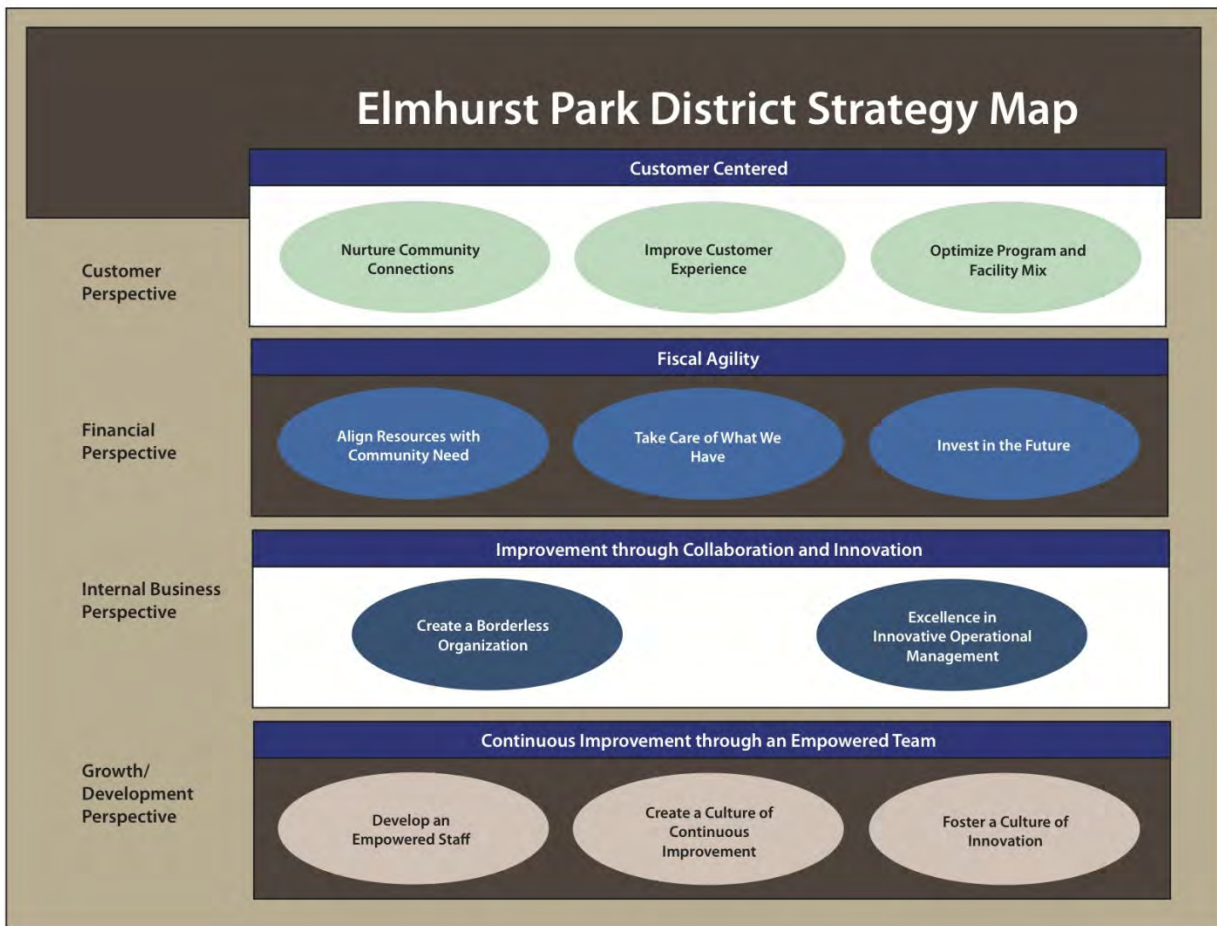 Elmhurst Park District Strategy Map
Customer Centered
Customer
Perspective
Nurture Community
Connections
Improve Customer
Experience
Optimize Program and
Facility Mix
Fiscal Agility
Financial
Perspective
Align Resources with
Community Need
Take Care of What We
Have
Invest in the Future
Improvement through Collaboration and Innovation
Internal Business
Perspective
Create a Borderless
Organization
Excellence in
Innovative Operational
Management
Continuous Improvement through an Empowered Team
Growth/
Development
Perspective
Develop an
Empowered Staff
Create a Culture of
Continuous
Improvement
Foster a Culture of
Innovation